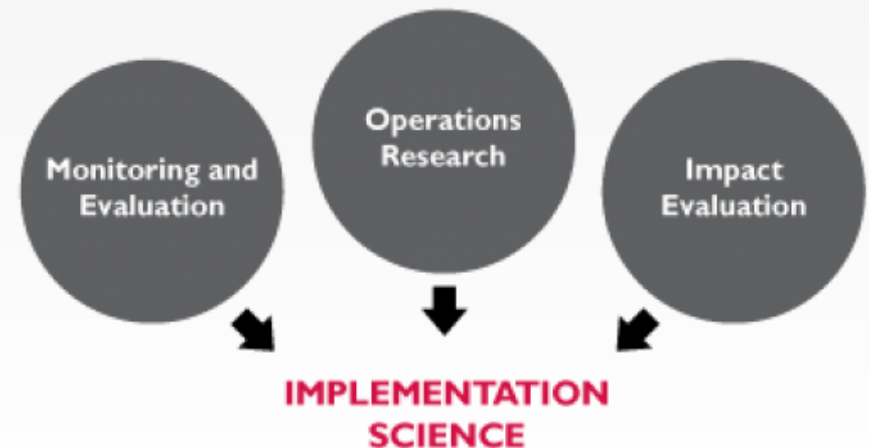 Monitoring and
Evaluation
Operations
Research
Impact
Evaluation
IMPLEMENTATION
SCIENCE